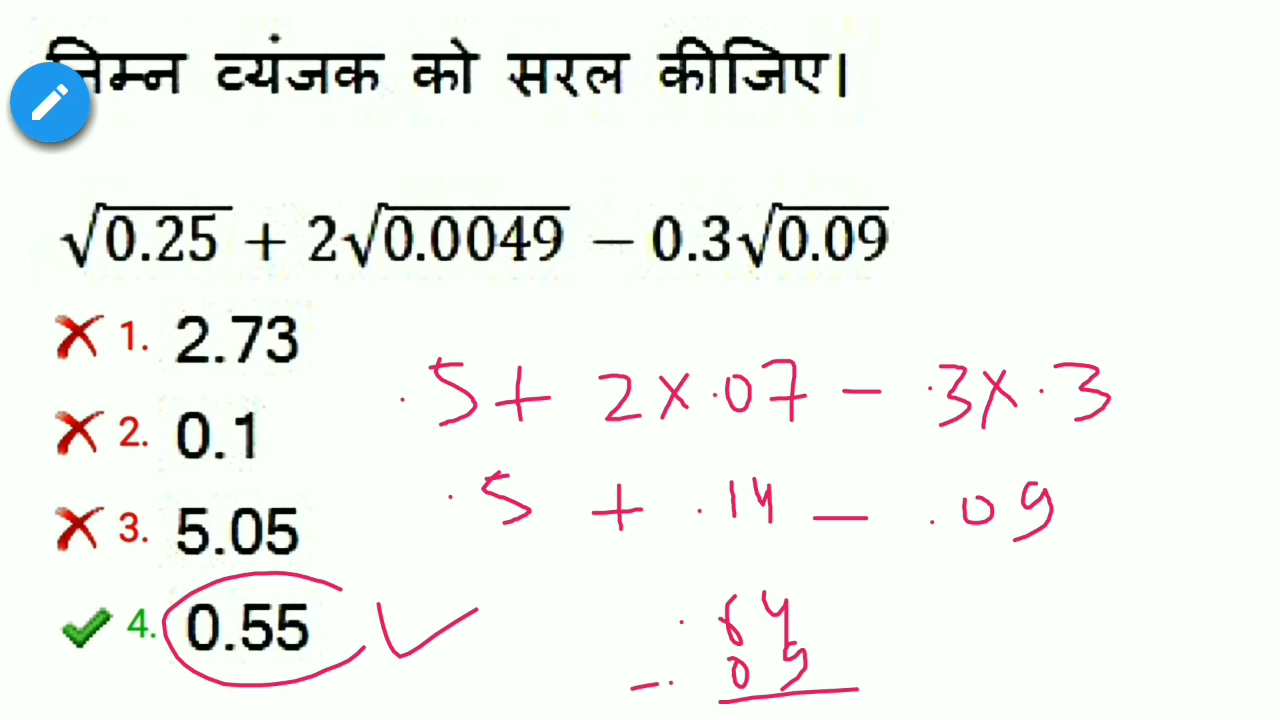 निम्न व्यंजक को सरल कीजिए।
√0.25 + 2√0.0049 − 0.3√0.09
1. 2.73
2. 0.1
3. 5.05
4. 0.55
.5 + 2 × .07 − .3 × .3
.5 + .14 − .09
.64
− .09